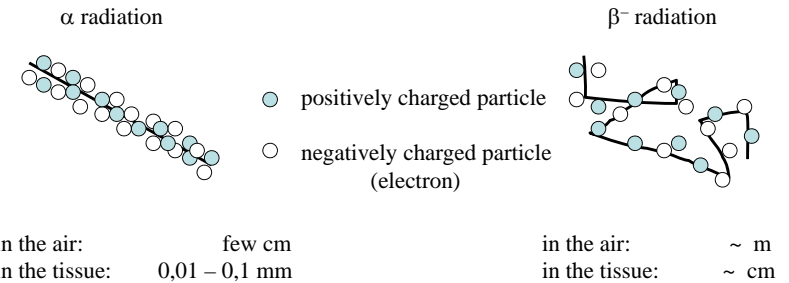 α radiation
β⁻ radiation
positively charged particle
negatively charged particle
(electron)
n the air: few cm
n the tissue: 0,01 – 0,1 mm
in the air: ~ m
in the tissue: ~ cm